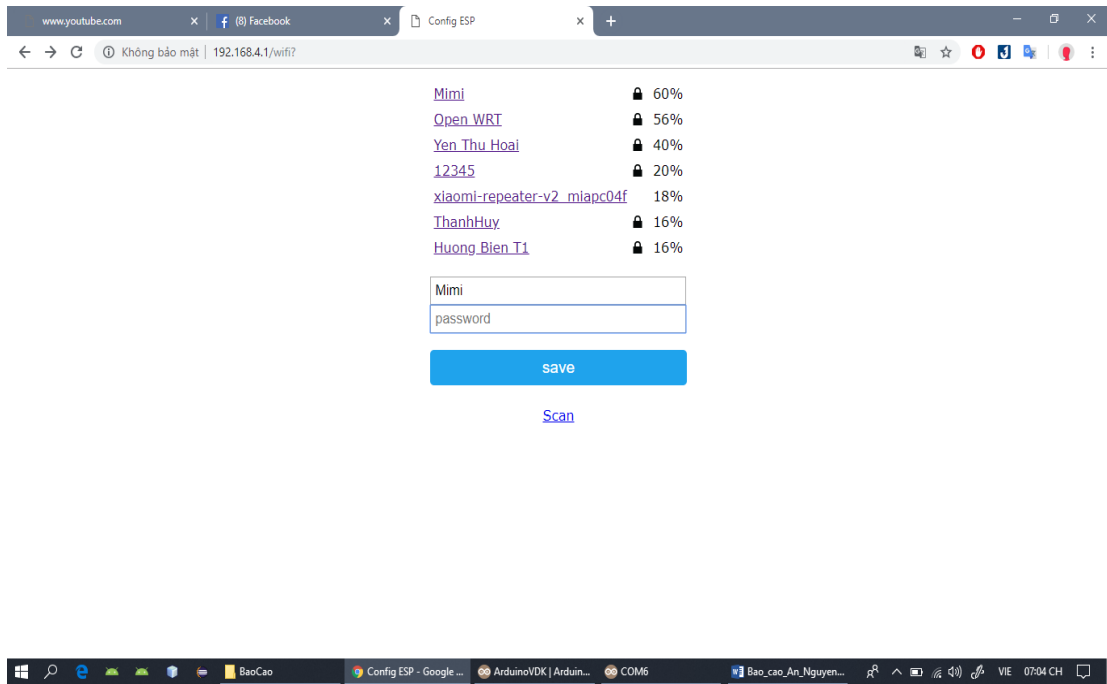 www.youtube.com
(8) Facebook
Config ESP
Không bảo mật | 192.168.4.1/wifi?
Mimi 60%
Open WRT 56%
Yen Thu Hoai 40%
12345 20%
xiaomi-repeater-v2_miapc04f 18%
ThanhHuy 16%
Huong Bien T1 16%
Mimi
password
save
Scan
BaoCao
Config ESP - Google ...
ArduinoVDK | Arduin...
COM6
Bao_cao_An_Nguyen...
VIE
07:04 CH